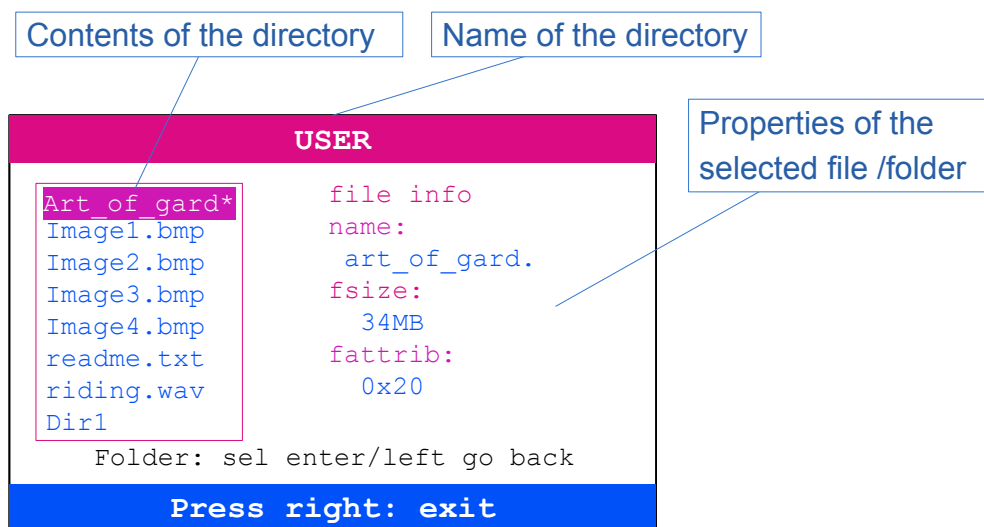 Contents of the directory
Name of the directory
Properties of the
selected file /folder
USER
Art_of_gard*
Image1.bmp
Image2.bmp
Image3.bmp
Image4.bmp
readme.txt
riding.wav
Dir1
file info
name:
art_of_gard.
fsize:
34MB
fattrib:
0x20
Folder: sel enter/left go back
Press right: exit